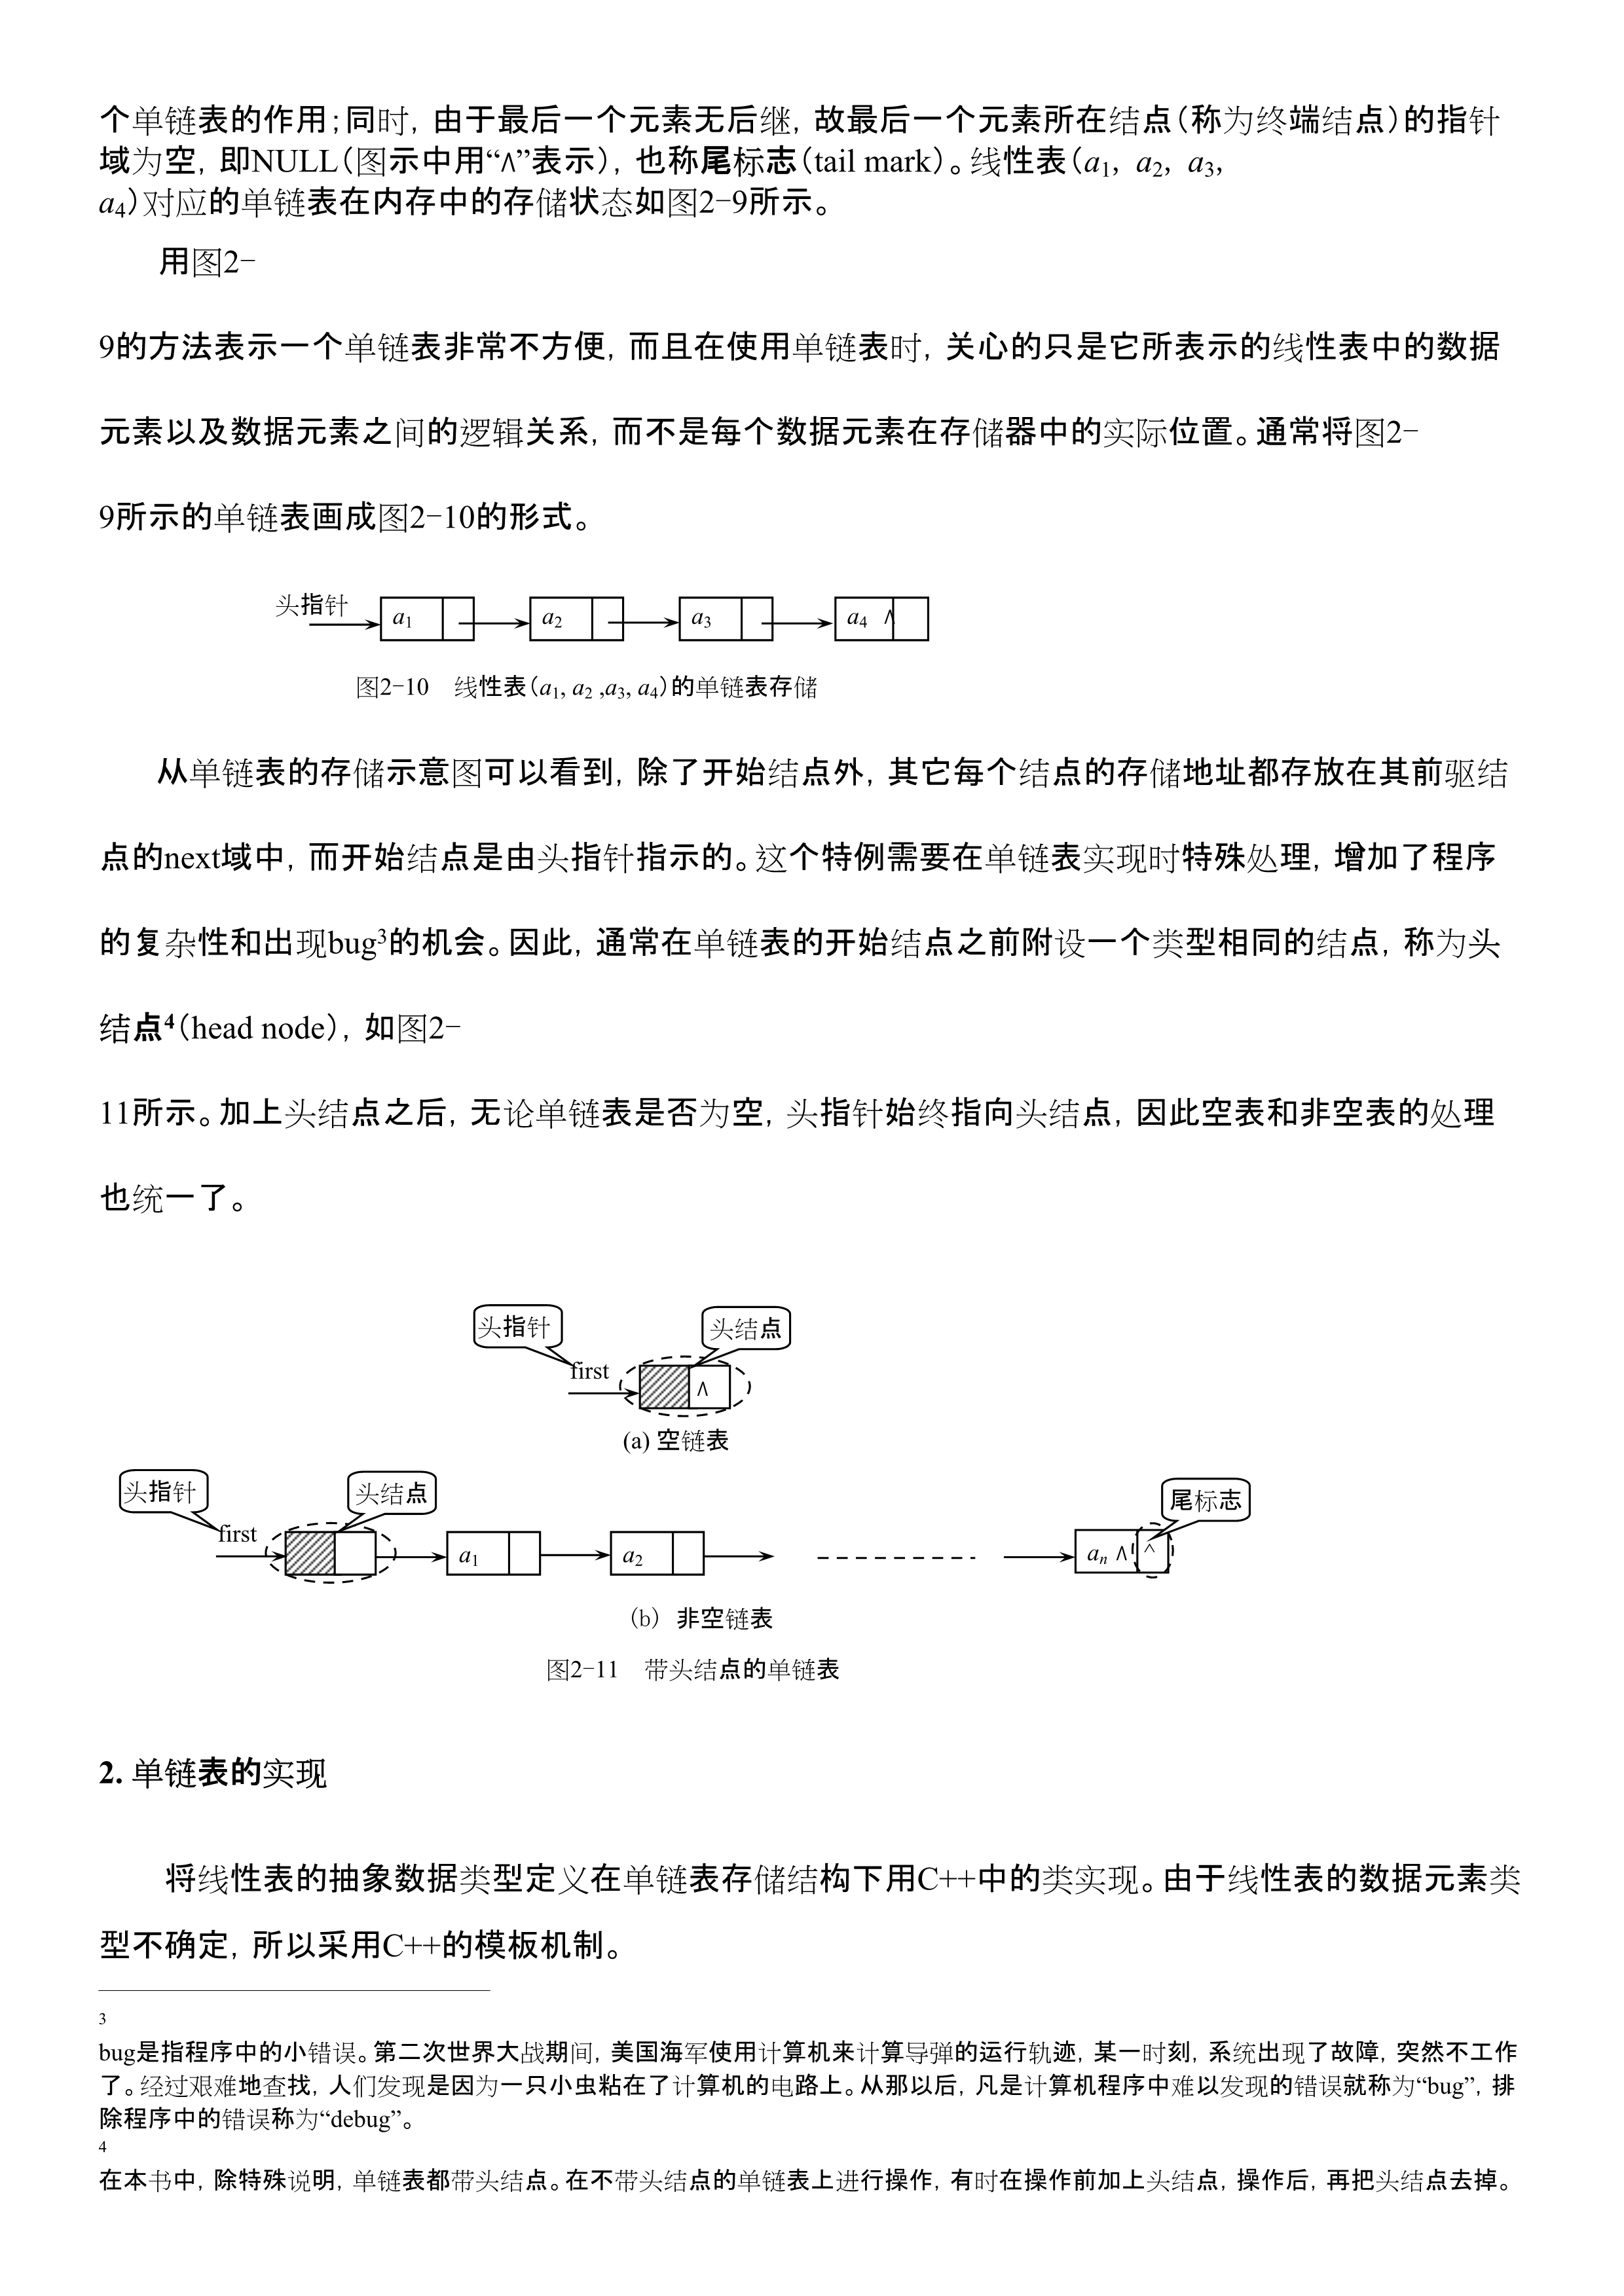 个单链表的作用；同时，由于最后一个元素无后继，故最后一个元素所在结点（称为终端结点）的指针
域为空，即NULL（图示中用“∧”表示），也称尾标志（tail mark）。线性表（a1, a2, a3,
a4）对应的单链表在内存中的存储状态如图2-9所示。
用图2-
9的方法表示一个单链表非常不方便，而且在使用单链表时，关心的只是它所表示的线性表中的数据
元素以及数据元素之间的逻辑关系，而不是每个数据元素在存储器中的实际位置。通常将图2-
9所示的单链表画成图2-10的形式。
头指针 a1 a2 a3 a4 ∧
图2-10 线性表（a1, a2 ,a3, a4）的单链表存储
从单链表的存储示意图可以看到，除了开始结点外，其它每个结点的存储地址都存放在其前驱结
点的next域中，而开始结点是由头指针指示的。这个特例需要在单链表实现时特殊处理，增加了程序
的复杂性和出现bug3的机会。因此，通常在单链表的开始结点之前附设一个类型相同的结点，称为头
结点4（head node），如图2-
11所示。加上头结点之后，无论单链表是否为空，头指针始终指向头结点，因此空表和非空表的处理
也统一了。
头指针 头结点
first ∧
(a) 空链表
头指针 头结点 尾标志
first a1 a2 an ∧ ^
（b） 非空链表
图2-11 带头结点的单链表
2. 单链表的实现
将线性表的抽象数据类型定义在单链表存储结构下用C++中的类实现。由于线性表的数据元素类
型不确定，所以采用C++的模板机制。
3
bug是指程序中的小错误。第二次世界大战期间，美国海军使用计算机来计算导弹的运行轨迹，某一时刻，系统出现了故障，突然不工作
了。经过艰难地查找，人们发现是因为一只小虫粘在了计算机的电路上。从那以后，凡是计算机程序中难以发现的错误就称为“bug”，排
除程序中的错误称为“debug”。
4
在本书中，除特殊说明，单链表都带头结点。在不带头结点的单链表上进行操作，有时在操作前加上头结点，操作后，再把头结点去掉。